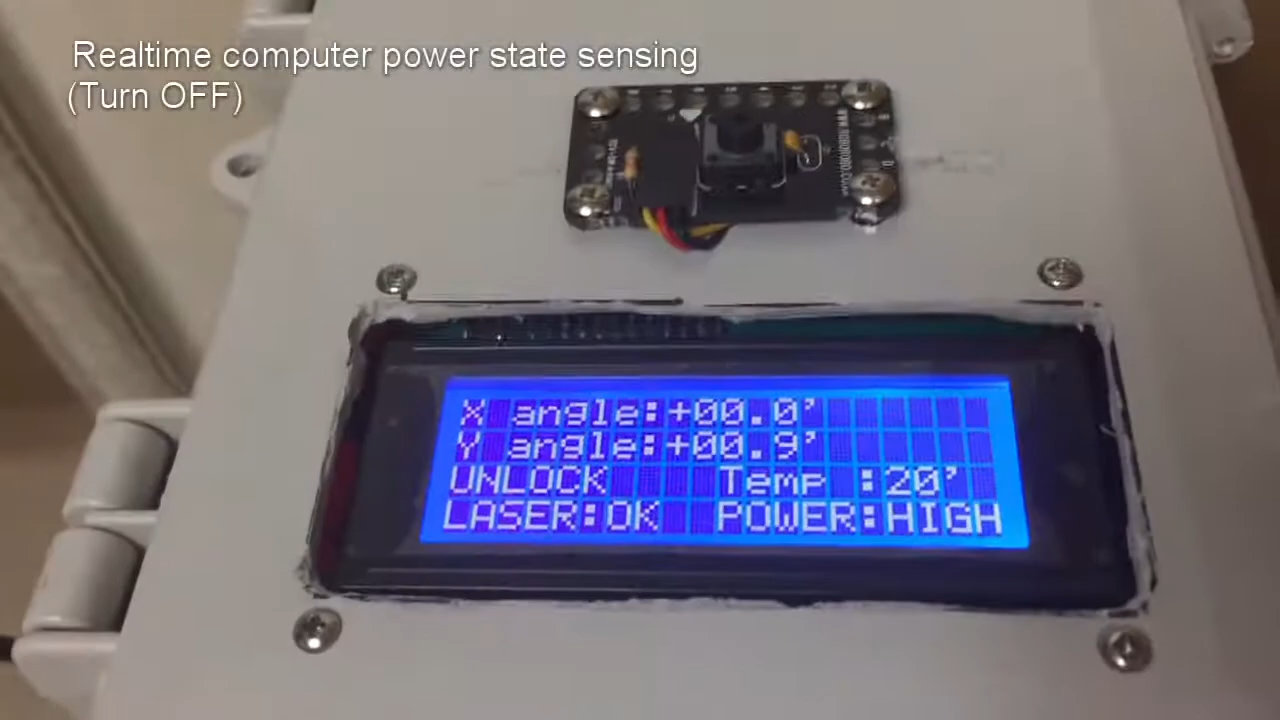 Realtime computer power state sensing
(Turn OFF)
X angle:+00.0’
Y angle:+00.9’
UNLOCK Temp :20’
LASER:OK POWER:HIGH